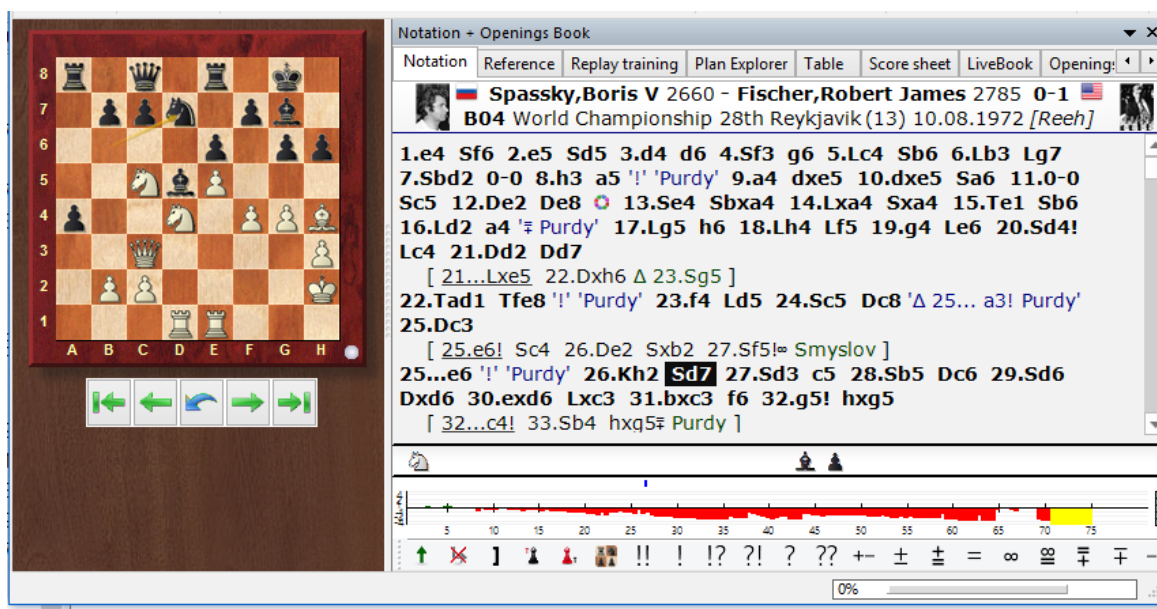 Notation + Openings Book
Notation Reference Replay training Plan Explorer Table Score sheet LiveBook Opening
Spassky,Boris V 2660 - Fischer,Robert James 2785 0-1
B04 World Championship 28th Reykjavik (13) 10.08.1972 [Reeh]
1.e4 Sf6 2.e5 Sd5 3.d4 d6 4.Sf3 g6 5.Lc4 Sb6 6.Lb3 Lg7
7.Sbd2 0-0 8.h3 a5 '!' 'Purdy' 9.a4 dxe5 10.dxe5 Sa6 11.0-0
Sc5 12.De2 De8 13.Se4 Sbxa4 14.Lxa4 Sxa4 15.Te1 Sb6
16.Ld2 a4 '⩱ Purdy' 17.Lg5 h6 18.Lh4 Lf5 19.g4 Le6 20.Sd4!
Lc4 21.Dd2 Dd7
[ 21...Lxe5 22.Dxh6 Δ 23.Sg5 ]
22.Tad1 Tfe8 '!' 'Purdy' 23.f4 Ld5 24.Sc5 Dc8 'Δ 25... a3! Purdy'
25.Dc3
[ 25.e6! Sc4 26.De2 Sxb2 27.Sf5!∞ Smyslov ]
25...e6 '!' 'Purdy' 26.Kh2 Sd7 27.Sd3 c5 28.Sb5 Dc6 29.Sd6
Dxd6 30.exd6 Lxc3 31.bxc3 f6 32.g5! hxg5
[ 32...c4! 33.Sb4 hxg5⩱ Purdy ]
8
7
6
5
4
3
2
1
A B C D E F G H
4
2
-2
-4
5 10 15 20 25 30 35 40 45 50 55 60 65 70 75
] !! ! !? ?! ? ?? +- ± ⩲ = ∞ ⩱ ∓ -
0%